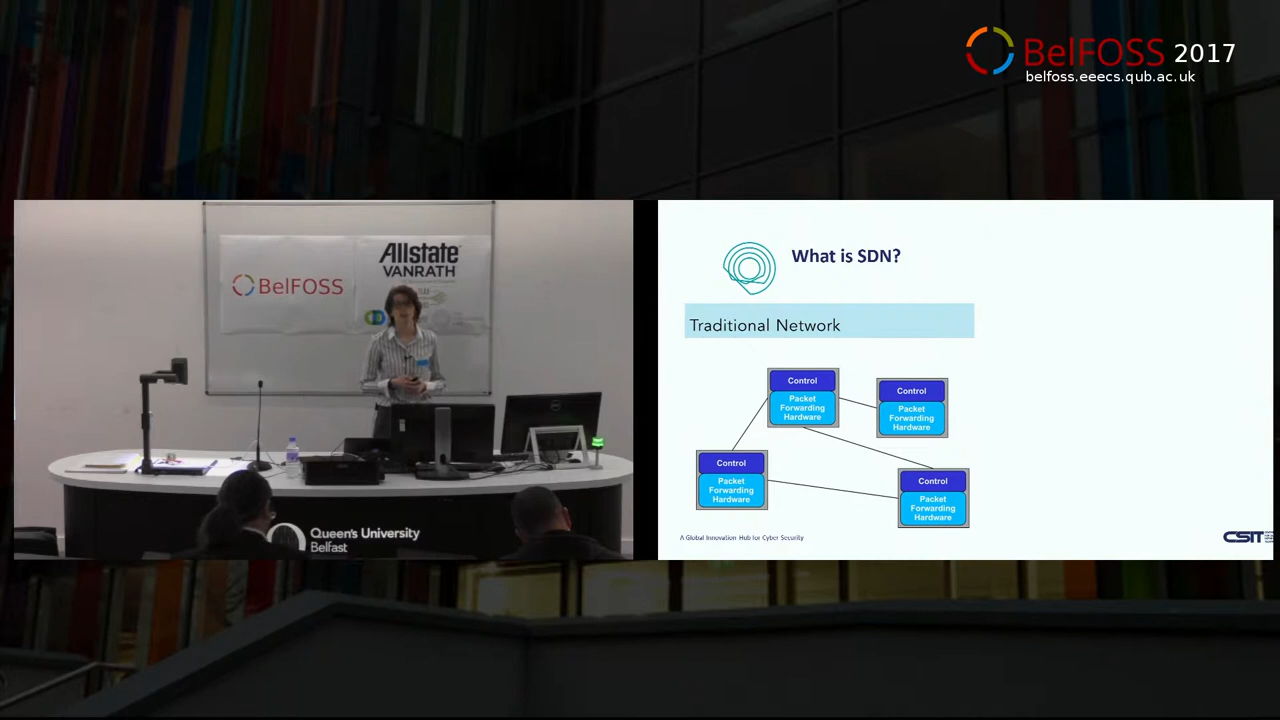 BelFOSS 2017
belfoss.eeecs.qub.ac.uk
Allstate
VANRATH
BelFOSS
Queen's University
Belfast
What is SDN?
Traditional Network
Control
Packet
Forwarding
Hardware
Control
Packet
Forwarding
Hardware
Control
Packet
Forwarding
Hardware
Control
Packet
Forwarding
Hardware
A Global Innovation Hub for Cyber Security
CSIT